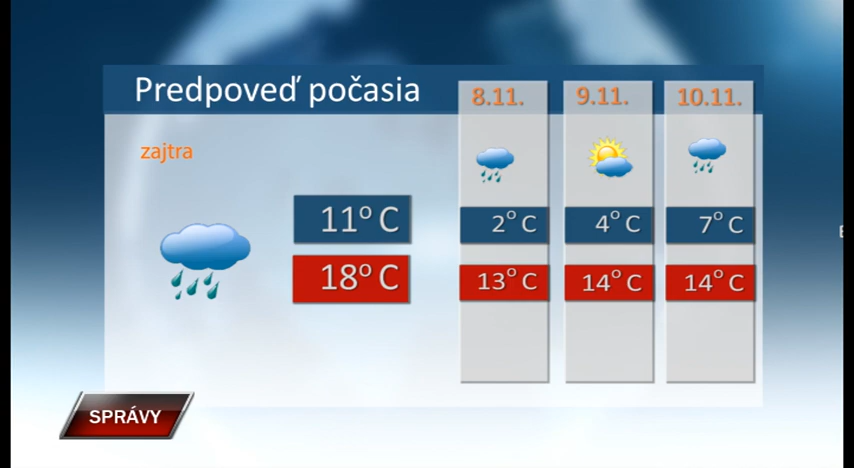 Predpoveď počasia
zajtra
11° C
18° C
8.11.
2° C
13° C
9.11.
4° C
14° C
10.11.
7° C
14° C
SPRÁVY